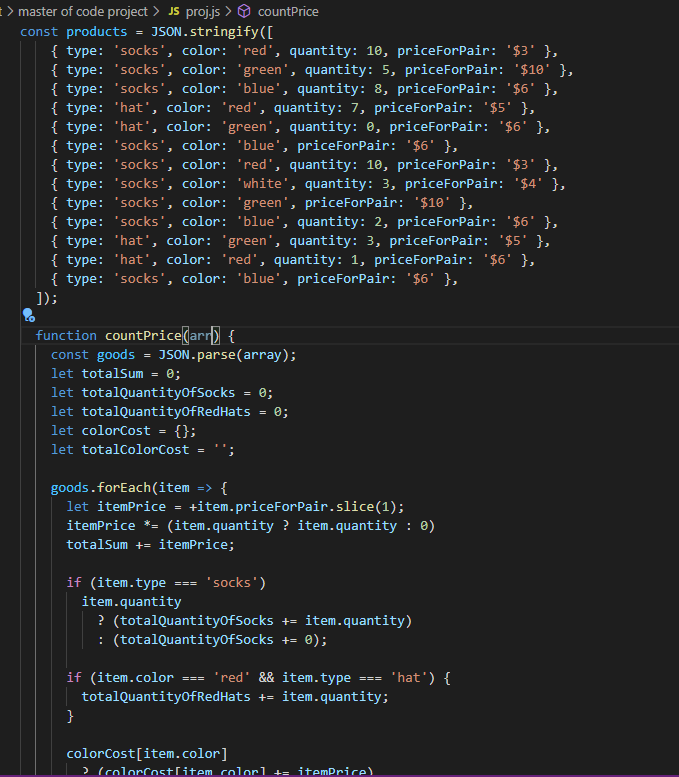 t > master of code project > JS proj.js > countPrice
const products = JSON.stringify([
{ type: 'socks', color: 'red', quantity: 10, priceForPair: '$3' },
{ type: 'socks', color: 'green', quantity: 5, priceForPair: '$10' },
{ type: 'socks', color: 'blue', quantity: 8, priceForPair: '$6' },
{ type: 'hat', color: 'red', quantity: 7, priceForPair: '$5' },
{ type: 'hat', color: 'green', quantity: 0, priceForPair: '$6' },
{ type: 'socks', color: 'blue', priceForPair: '$6' },
{ type: 'socks', color: 'red', quantity: 10, priceForPair: '$3' },
{ type: 'socks', color: 'white', quantity: 3, priceForPair: '$4' },
{ type: 'socks', color: 'green', priceForPair: '$10' },
{ type: 'socks', color: 'blue', quantity: 2, priceForPair: '$6' },
{ type: 'hat', color: 'green', quantity: 3, priceForPair: '$5' },
{ type: 'hat', color: 'red', quantity: 1, priceForPair: '$6' },
{ type: 'socks', color: 'blue', priceForPair: '$6' },
]);
function countPrice(arr) {
const goods = JSON.parse(array);
let totalSum = 0;
let totalQuantityOfSocks = 0;
let totalQuantityOfRedHats = 0;
let colorCost = {};
let totalColorCost = '';
goods.forEach(item => {
let itemPrice = +item.priceForPair.slice(1);
itemPrice *= (item.quantity ? item.quantity : 0)
totalSum += itemPrice;
if (item.type === 'socks')
item.quantity
? (totalQuantityOfSocks += item.quantity)
: (totalQuantityOfSocks += 0);
if (item.color === 'red' && item.type === 'hat') {
totalQuantityOfRedHats += item.quantity;
}
colorCost[item.color]
? (colorCost[item.color] += itemPrice)